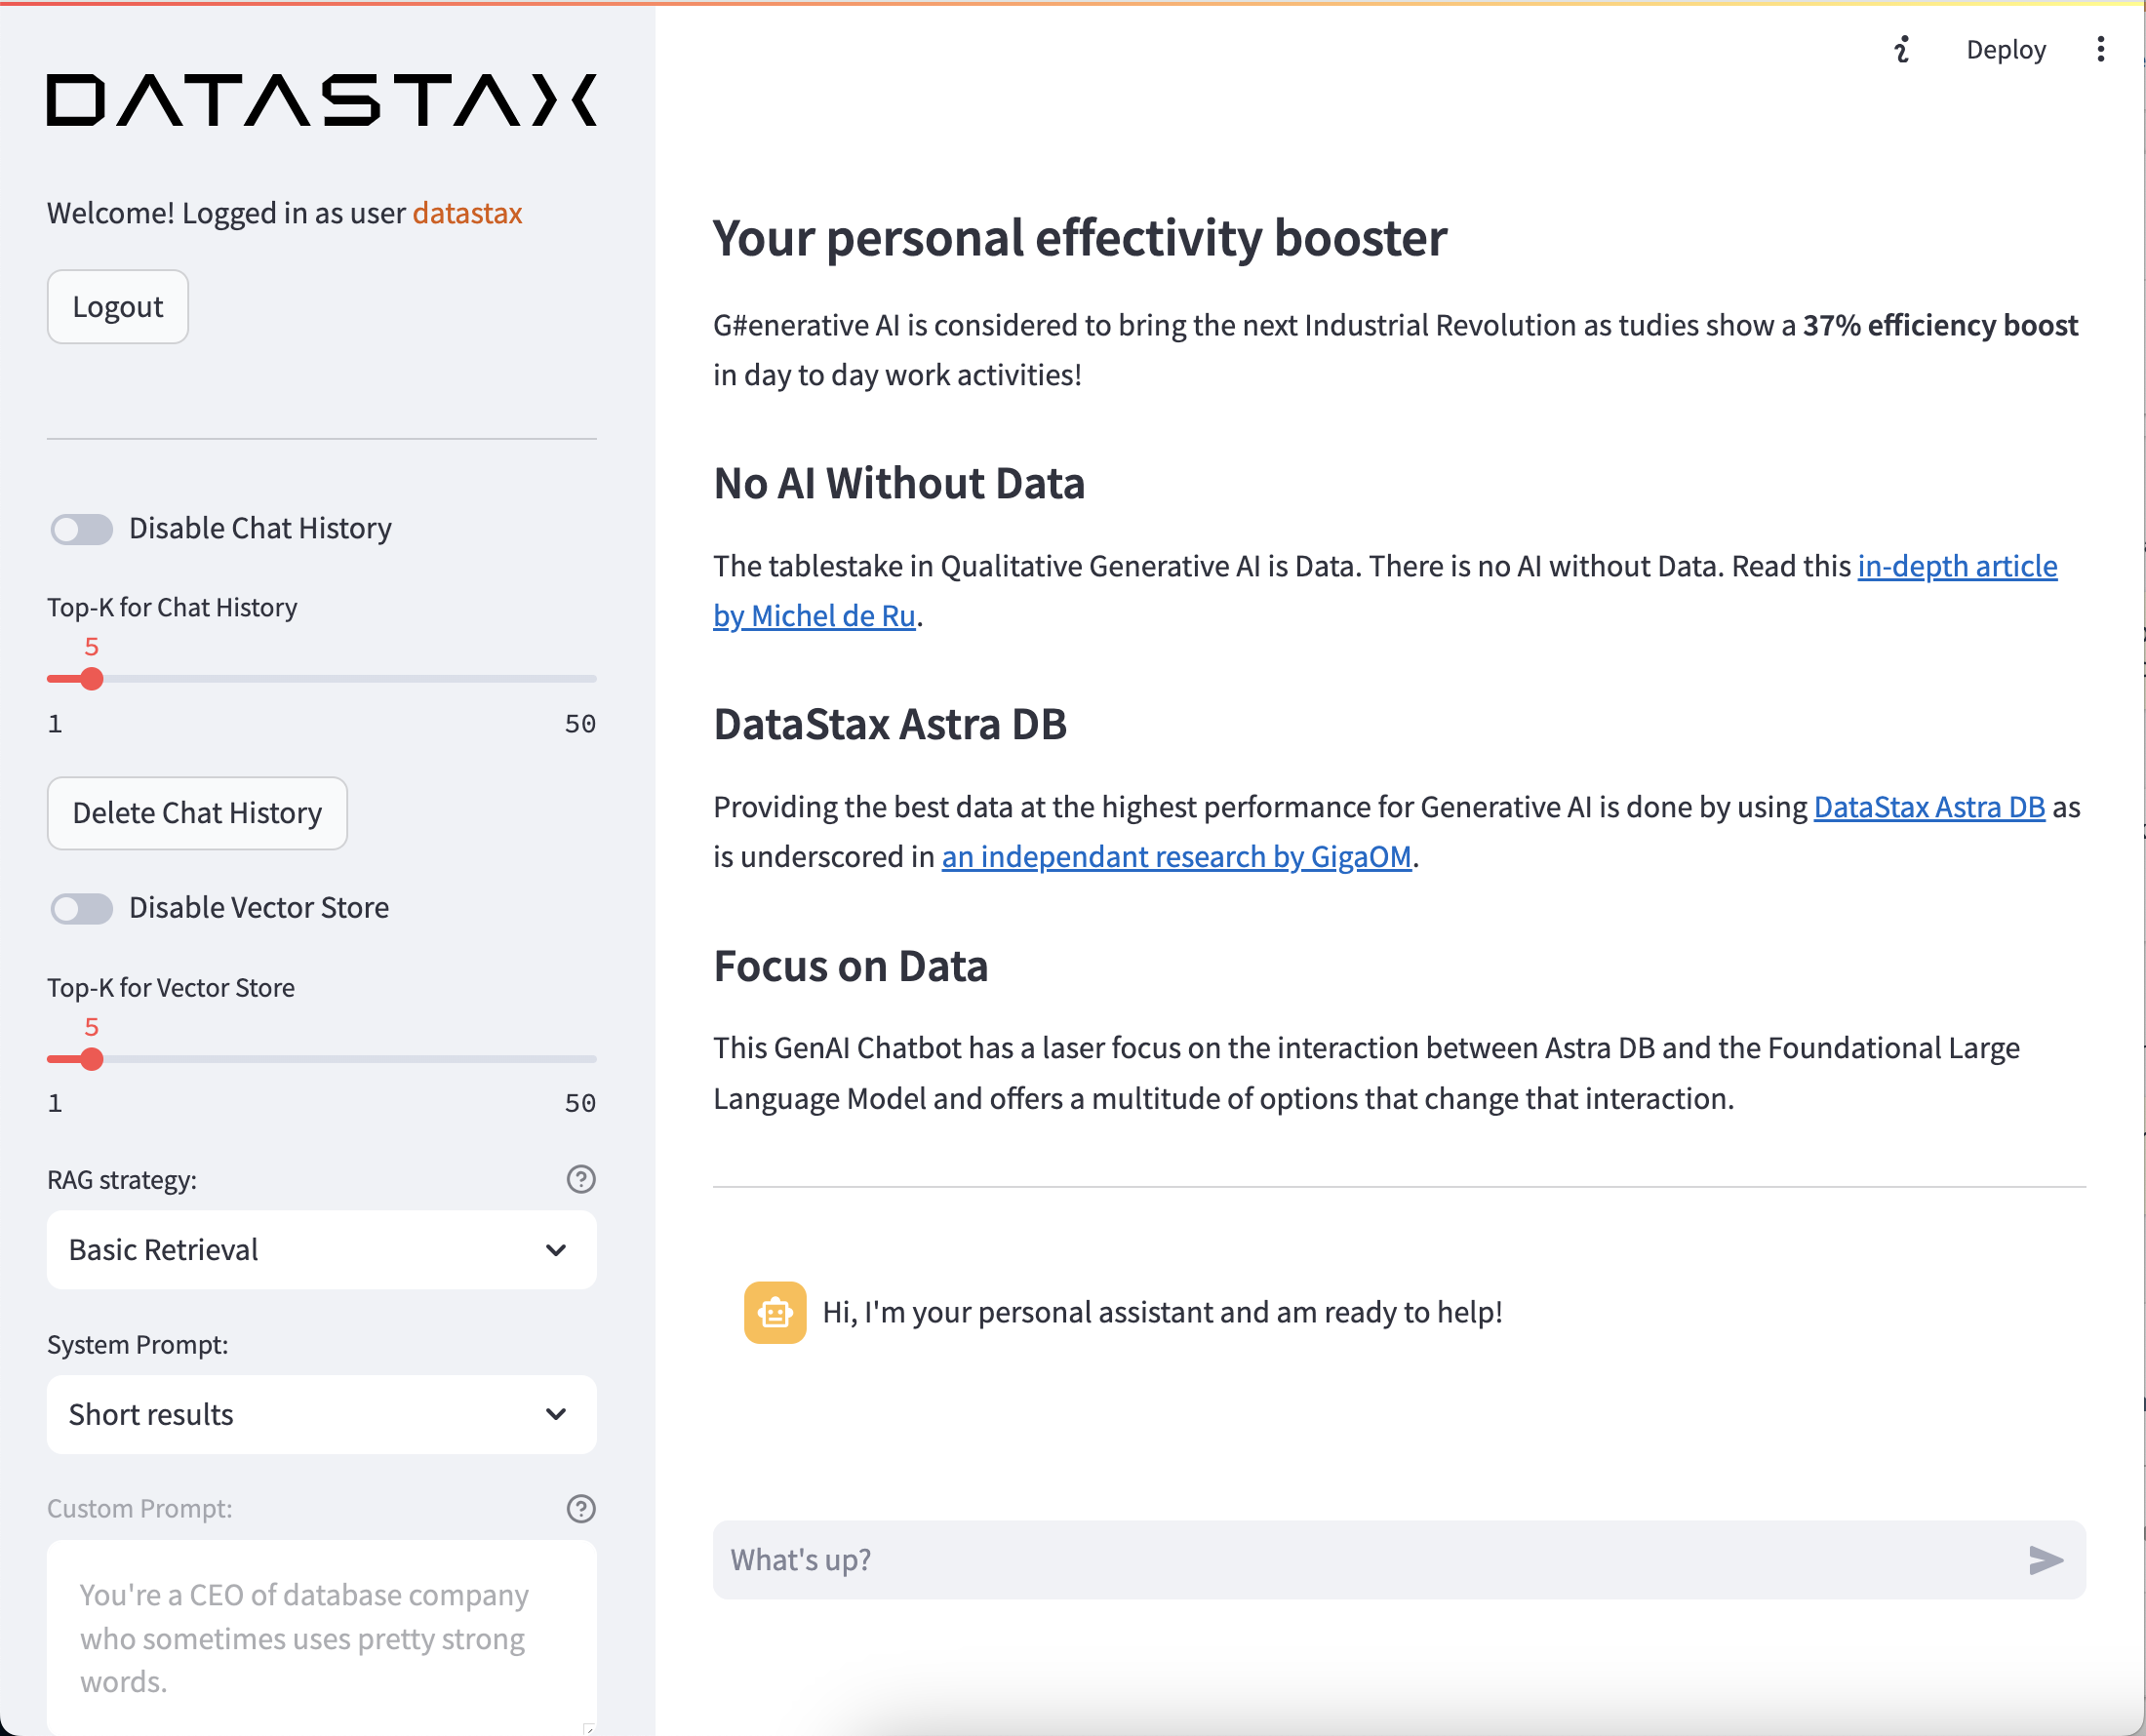 DATASTAX
Welcome! Logged in as user datastax
Logout
Disable Chat History
Top-K for Chat History
5
1 50
Delete Chat History
Disable Vector Store
Top-K for Vector Store
5
1 50
RAG strategy:
Basic Retrieval
System Prompt:
Short results
Custom Prompt:
You're a CEO of database company
who sometimes uses pretty strong
words.
Deploy
Your personal effectivity booster
G#enerative AI is considered to bring the next Industrial Revolution as tudies show a 37% efficiency boost
in day to day work activities!
No AI Without Data
The tablestake in Qualitative Generative AI is Data. There is no AI without Data. Read this in-depth article
by Michel de Ru.
DataStax Astra DB
Providing the best data at the highest performance for Generative AI is done by using DataStax Astra DB as
is underscored in an independant research by GigaOM.
Focus on Data
This GenAI Chatbot has a laser focus on the interaction between Astra DB and the Foundational Large
Language Model and offers a multitude of options that change that interaction.
Hi, I'm your personal assistant and am ready to help!
What's up?